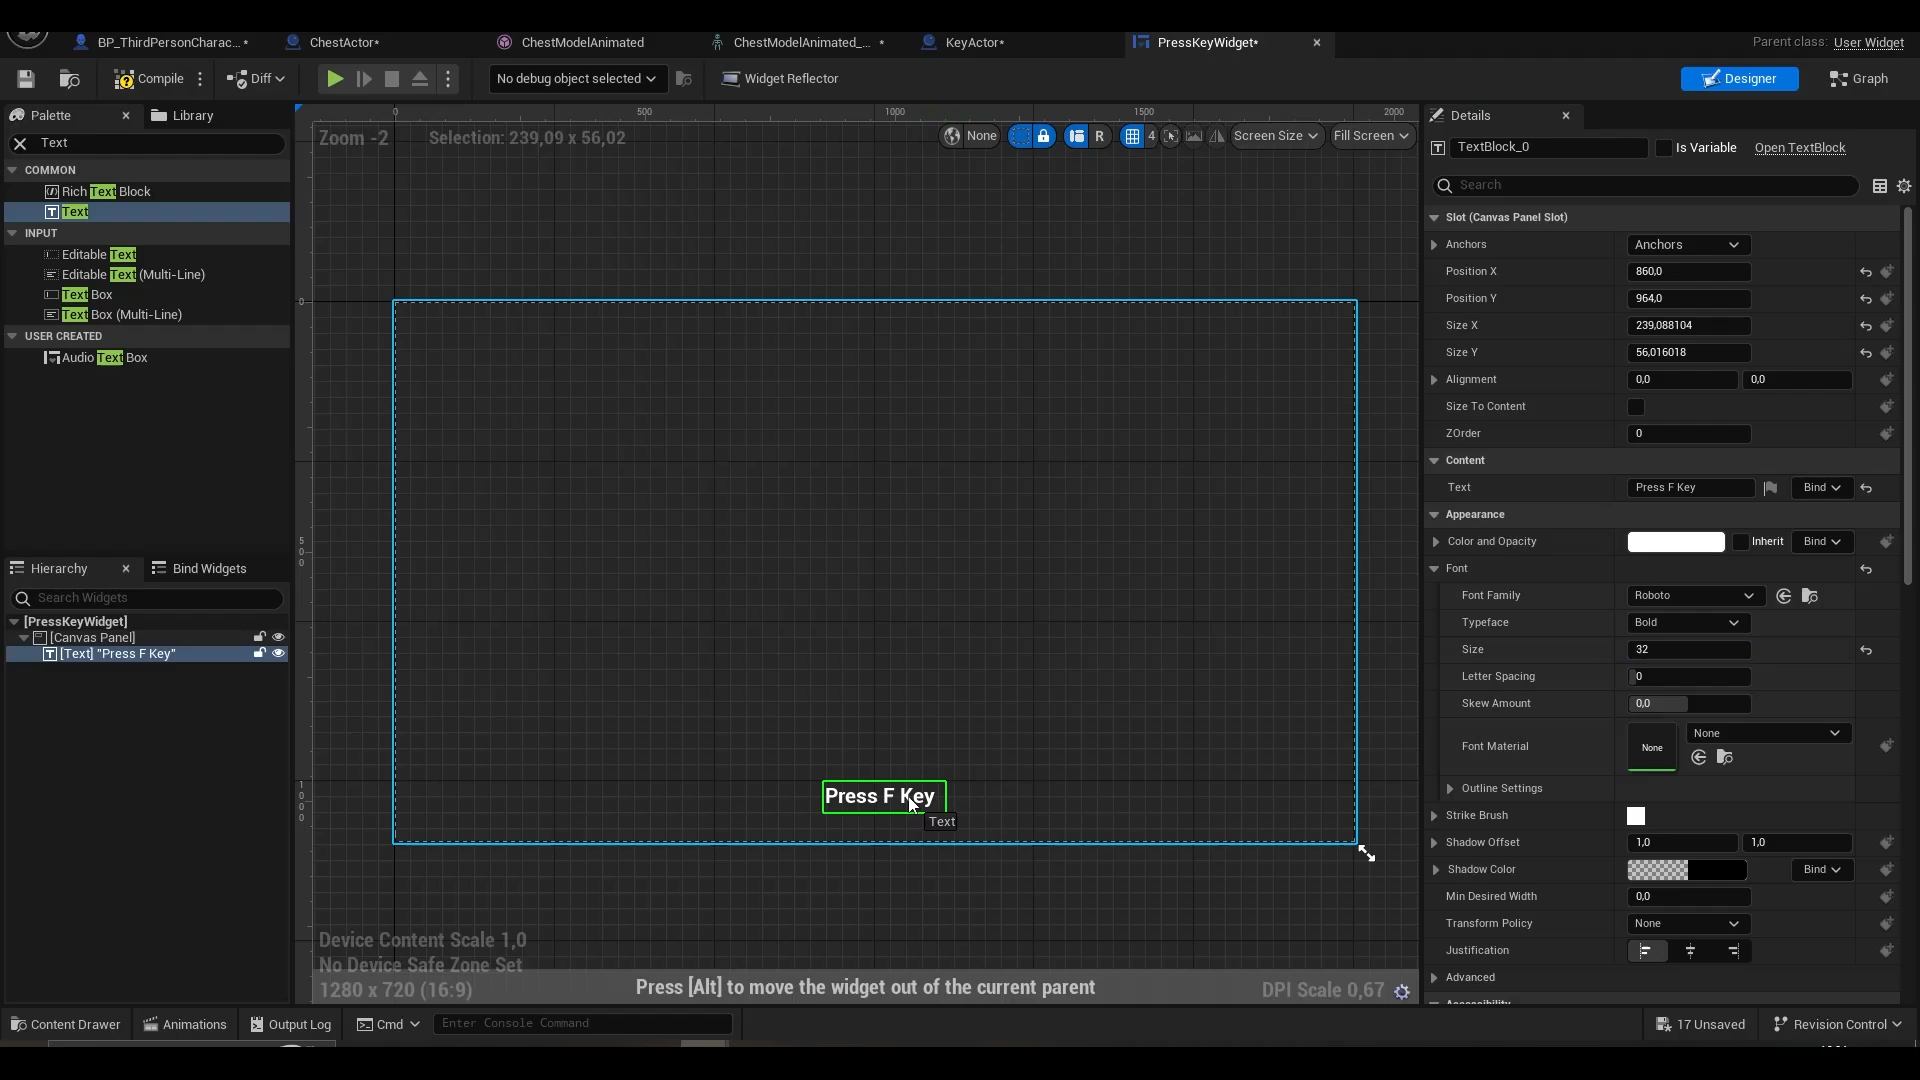 BP_ThirdPersonCharac... *
ChestActor*
ChestModelAnimated
ChestModelAnimated_... *
KeyActor*
PressKeyWidget*
Parent class: User Widget
Compile
Diff
No debug object selected
Widget Reflector
Designer
Graph
Palette
Library
Text
COMMON
Rich Text Block
Text
INPUT
Editable Text
Editable Text (Multi-Line)
Text Box
Text Box (Multi-Line)
USER CREATED
Audio Text Box
Hierarchy
Bind Widgets
Search Widgets
[PressKeyWidget]
[Canvas Panel]
[Text] "Press F Key"
0 500 1000 1500 2000
Zoom -2
Selection: 239,09 x 56,02
None
R
4
Screen Size
Fill Screen
0
500
1000
Press F Key
Text
Device Content Scale 1,0
No Device Safe Zone Set
1280 x 720 (16:9)
Press [Alt] to move the widget out of the current parent
DPI Scale 0,67
Details
TextBlock_0
Is Variable
Open TextBlock
Search
Slot (Canvas Panel Slot)
Anchors Anchors
Position X 860,0
Position Y 964,0
Size X 239,088104
Size Y 56,016018
Alignment 0,0 0,0
Size To Content
ZOrder 0
Content
Text Press F Key Bind
Appearance
Color and Opacity Inherit Bind
Font
Font Family Roboto
Typeface Bold
Size 32
Letter Spacing 0
Skew Amount 0,0
Font Material None None
Outline Settings
Strike Brush
Shadow Offset 1,0 1,0
Shadow Color Bind
Min Desired Width 0,0
Transform Policy None
Justification
Advanced
Accessibility
Content Drawer
Animations
Output Log
Cmd
Enter Console Command
17 Unsaved
Revision Control